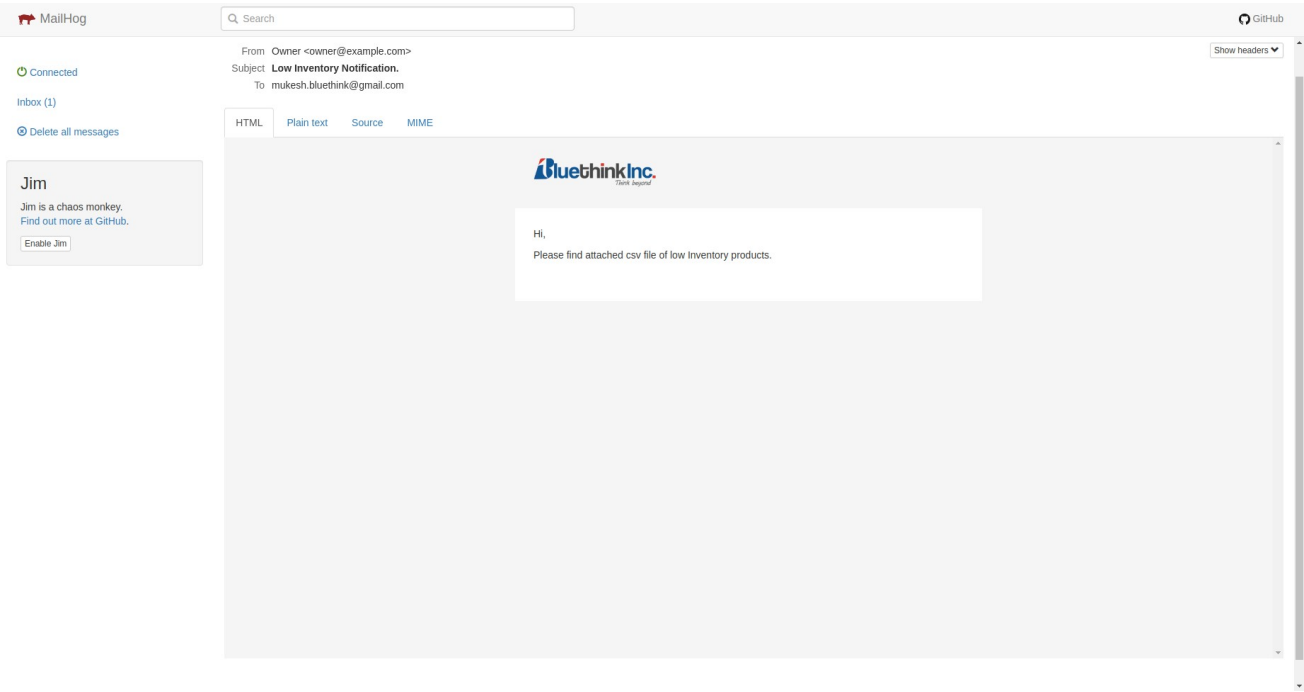 MailHog
Search
GitHub
Connected
Inbox (1)
Delete all messages
Jim
Jim is a chaos monkey.
Find out more at GitHub.
Enable Jim
From Owner <owner@example.com>
Show headers
Subject Low Inventory Notification.
To mukesh.bluethink@gmail.com
HTML Plain text Source MIME
BluethinkInc.
Think beyond
Hi,
Please find attached csv file of low Inventory products.